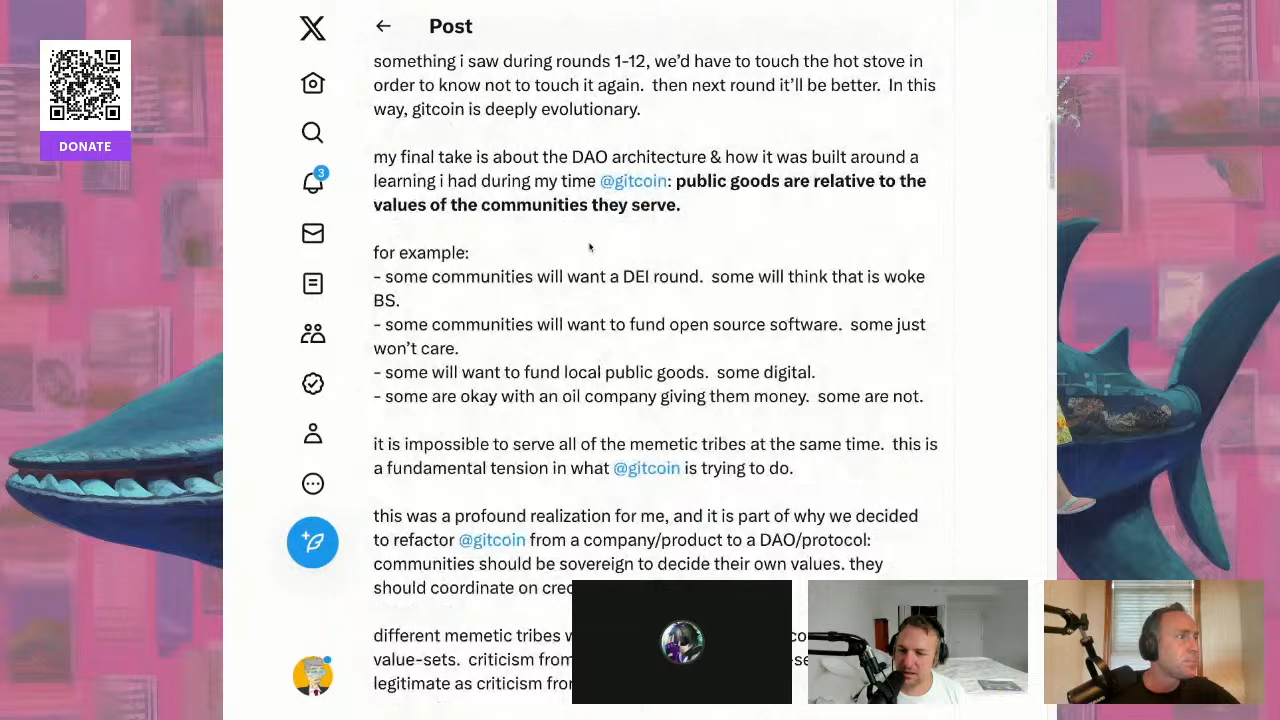 Post
something i saw during rounds 1-12, we’d have to touch the hot stove in
order to know not to touch it again.  then next round it’ll be better.  In this
way, gitcoin is deeply evolutionary.
my final take is about the DAO architecture & how it was built around a
learning i had during my time @gitcoin: public goods are relative to the
values of the communities they serve.
for example:
- some communities will want a DEI round.  some will think that is woke
BS.
- some communities will want to fund open source software.  some just
won’t care.
- some will want to fund local public goods.  some digital.
- some are okay with an oil company giving them money.  some are not.
it is impossible to serve all of the memetic tribes at the same time.  this is
a fundamental tension in what @gitcoin is trying to do.
this was a profound realization for me, and it is part of why we decided
to refactor @gitcoin from a company/product to a DAO/protocol:
communities should be sovereign to decide their own values. they
should coordinate on
different memetic tribes
value-sets.  criticism from
legitimate as criticism
DONATE
3